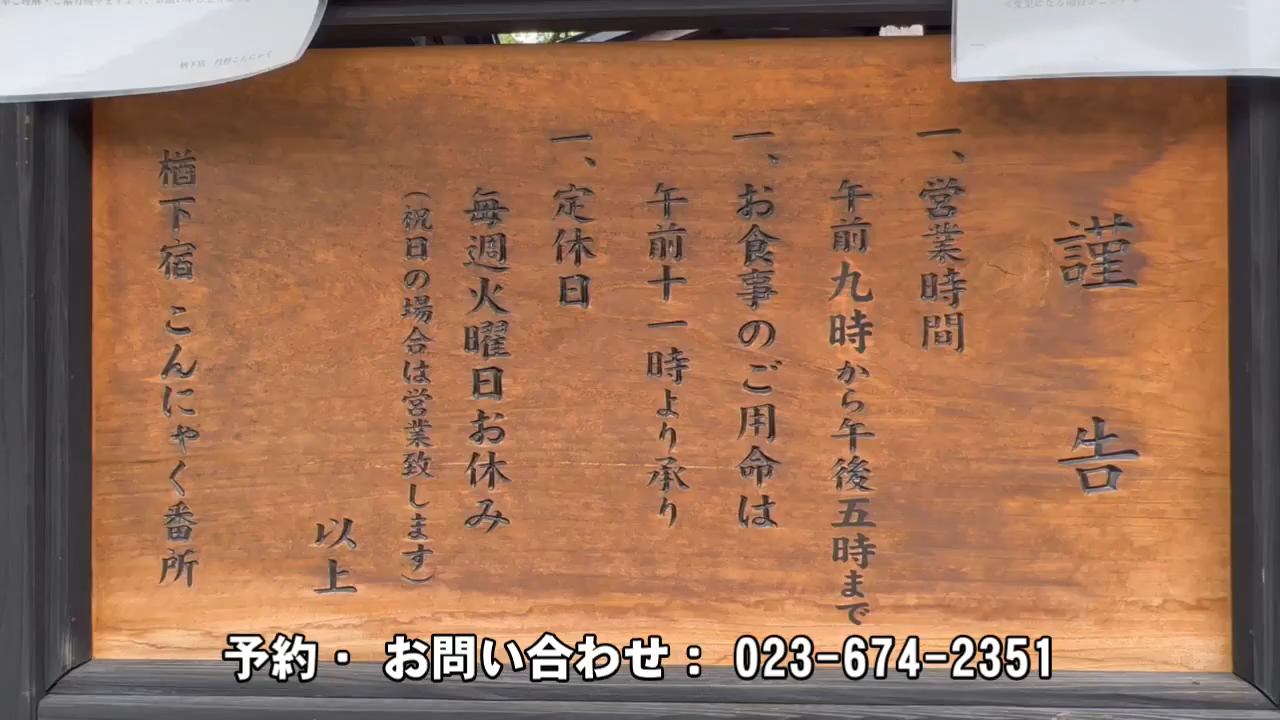 謹告
一、営業時間
午前九時から午後五時まで
一、お食事のご用命は
午前十一時より承り
一、定休日
毎週火曜日お休み
(祝日の場合は営業致します)
以上
楢下宿 こんにゃく番所
予約・ お問い合わせ： 023-674-2351